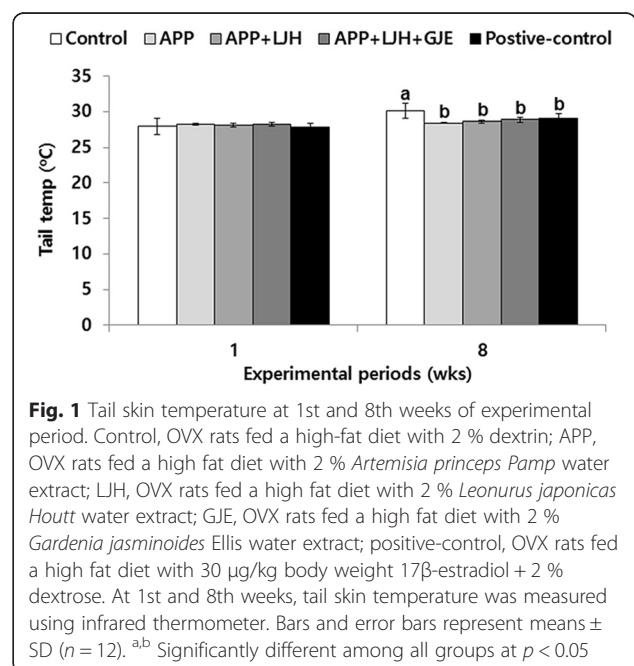 □ Control □ APP ■ APP+LJH ■ APP+LJH+GJE ■ Postive-control
35
30
25
20
15
10
5
0
Tail temp (°C)
a b b b b
1 8
Experimental periods (wks)
Fig. 1 Tail skin temperature at 1st and 8th weeks of experimental
period. Control, OVX rats fed a high-fat diet with 2 % dextrin; APP,
OVX rats fed a high fat diet with 2 % Artemisia princeps Pamp water
extract; LJH, OVX rats fed a high fat diet with 2 % Leonurus japonicas
Houtt water extract; GJE, OVX rats fed a high fat diet with 2 %
Gardenia jasminoides Ellis water extract; positive-control, OVX rats fed
a high fat diet with 30 μg/kg body weight 17β-estradiol + 2 %
dextrose. At 1st and 8th weeks, tail skin temperature was measured
using infrared thermometer. Bars and error bars represent means ±
SD (n = 12). a,b Significantly different among all groups at p < 0.05